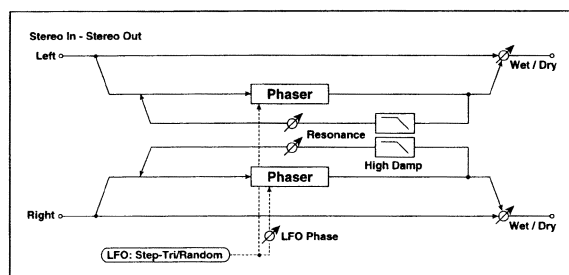 Stereo In - Stereo Out
Left
Wet / Dry
Phaser
Resonance
High Damp
Phaser
Right
Wet / Dry
LFO Phase
LFO: Step-Tri/Random